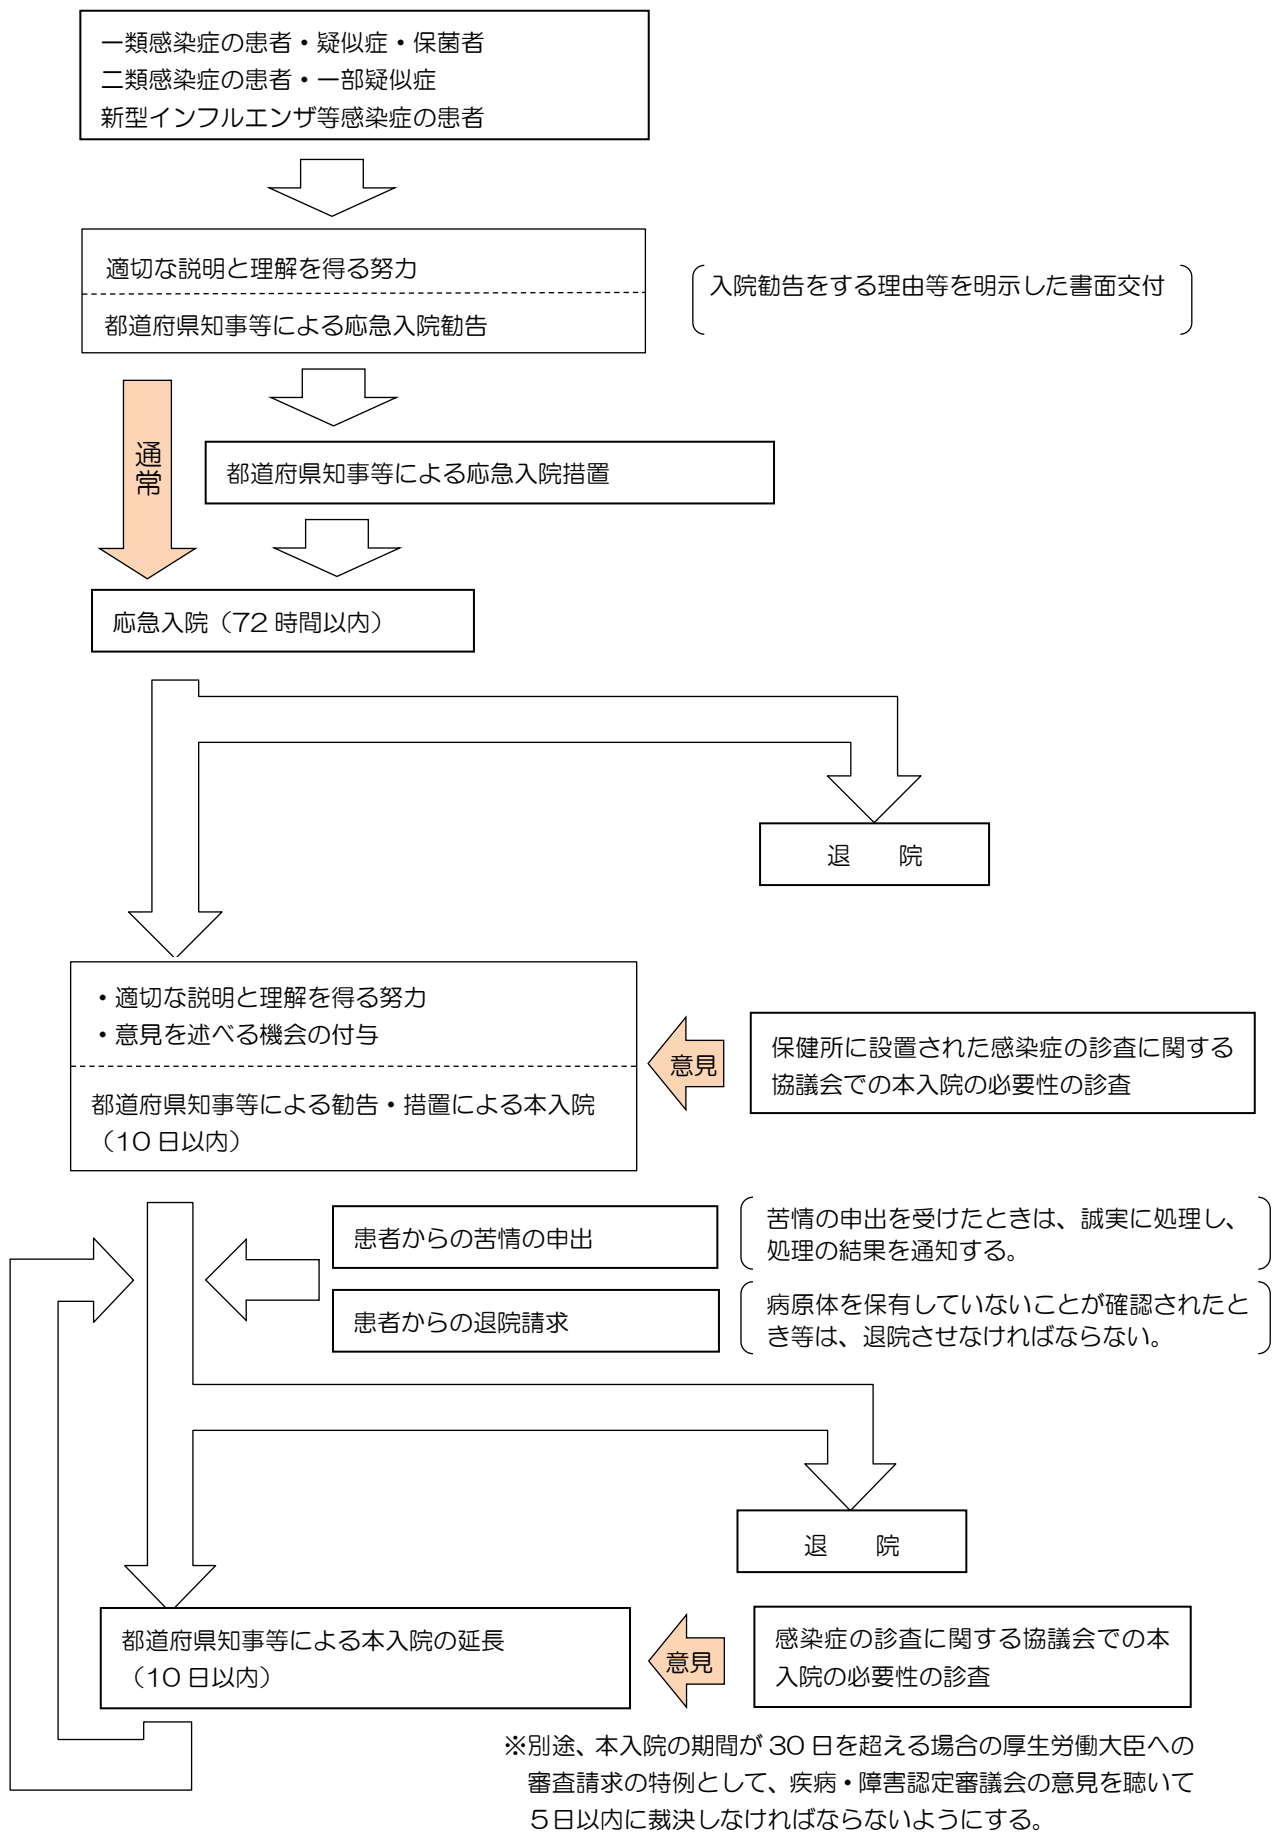 一類感染症の患者・疑似症・保菌者
二類感染症の患者・一部疑似症
新型インフルエンザ等感染症の患者
適切な説明と理解を得る努力
都道府県知事等による応急入院勧告
入院勧告をする理由等を明示した書面交付
通常
都道府県知事等による応急入院措置
応急入院（72 時間以内）
退　　院
・適切な説明と理解を得る努力
・意見を述べる機会の付与
都道府県知事等による勧告・措置による本入院
（10 日以内）
意見
保健所に設置された感染症の診査に関する
協議会での本入院の必要性の診査
患者からの苦情の申出
苦情の申出を受けたときは、誠実に処理し、
処理の結果を通知する。
患者からの退院請求
病原体を保有していないことが確認されたと
き等は、退院させなければならない。
退　　院
都道府県知事等による本入院の延長
（10 日以内）
意見
感染症の診査に関する協議会での本
入院の必要性の診査
※別途、本入院の期間が 30 日を超える場合の厚生労働大臣への
審査請求の特例として、疾病・障害認定審議会の意見を聴いて
５日以内に裁決しなければならないようにする。